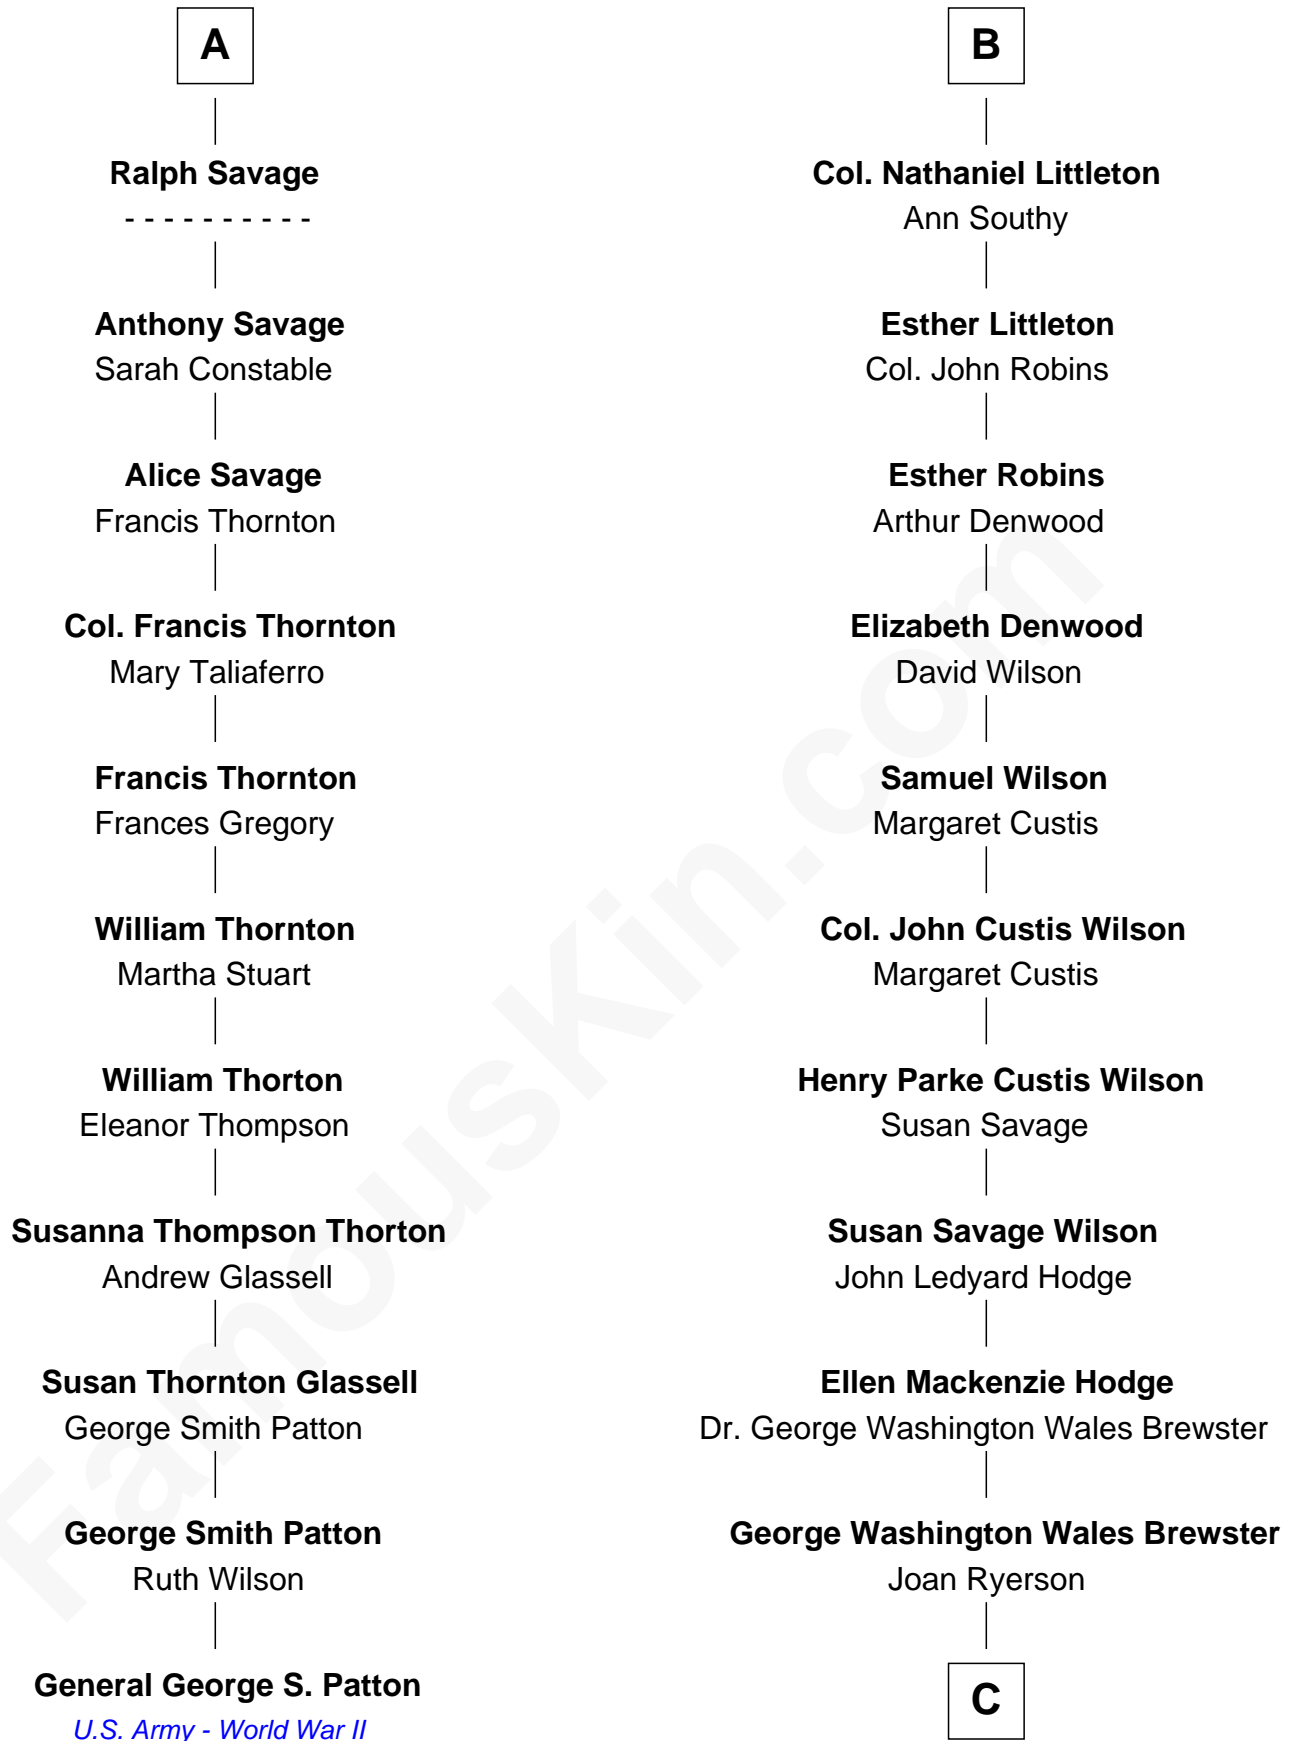 A
Ralph Savage
- - - - - - - - - -
Anthony Savage
Sarah Constable
Alice Savage
Francis Thornton
Col. Francis Thornton
Mary Taliaferro
Francis Thornton
Frances Gregory
William Thornton
Martha Stuart
William Thorton
Eleanor Thompson
Susanna Thompson Thorton
Andrew Glassell
Susan Thornton Glassell
George Smith Patton
George Smith Patton
Ruth Wilson
General George S. Patton
U.S. Army - World War II
B
Col. Nathaniel Littleton
Ann Southy
Esther Littleton
Col. John Robins
Esther Robins
Arthur Denwood
Elizabeth Denwood
David Wilson
Samuel Wilson
Margaret Custis
Col. John Custis Wilson
Margaret Custis
Henry Parke Custis Wilson
Susan Savage
Susan Savage Wilson
John Ledyard Hodge
Ellen Mackenzie Hodge
Dr. George Washington Wales Brewster
George Washington Wales Brewster
Joan Ryerson
C
FamousKin.com